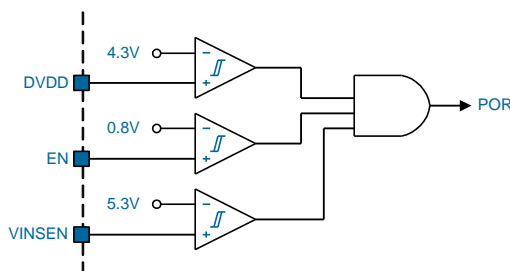 4.3V
−
DVDD
+
POR
0.8V
−
EN
+
5.3V
−
VINSEN
+